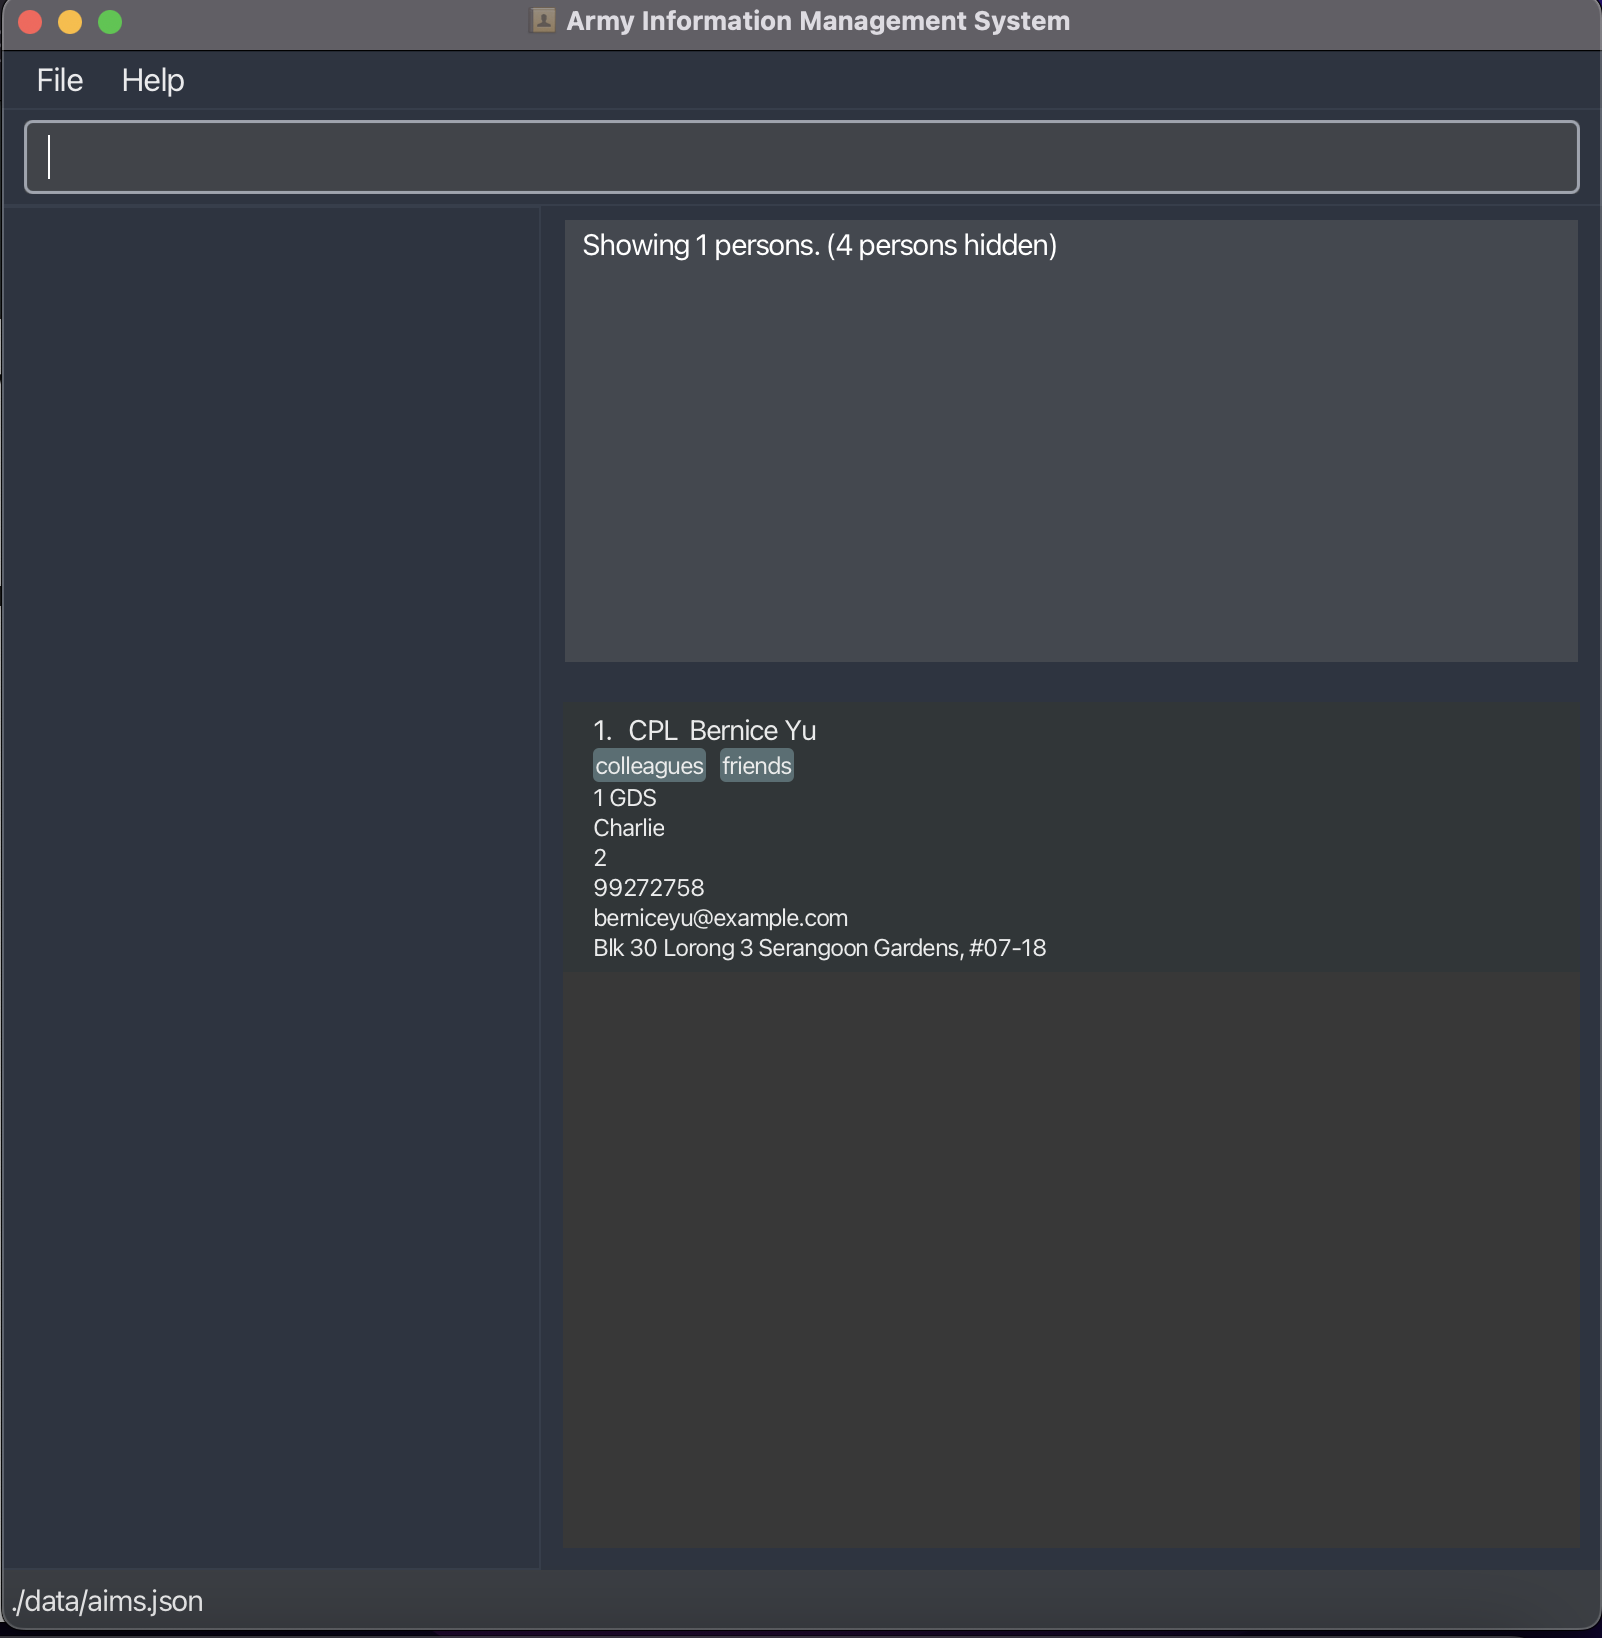 Army Information Management System
File Help
Showing 1 persons. (4 persons hidden)
1. CPL Bernice Yu
colleagues friends
1 GDS
Charlie
2
99272758
berniceyu@example.com
Blk 30 Lorong 3 Serangoon Gardens, #07-18
./data/aims.json